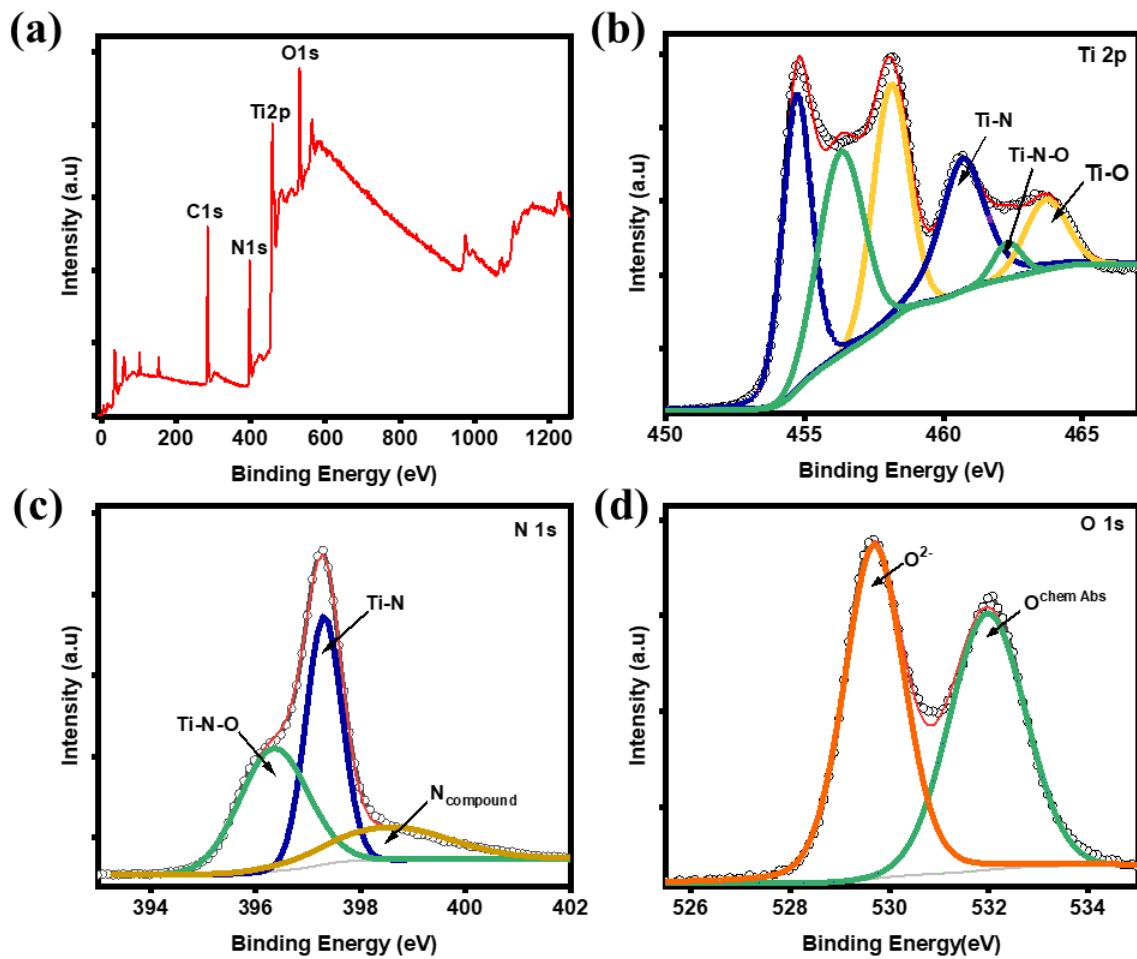 (a)
O1s
Ti2p
C1s
N1s
Intensity (a.u)
0 200 400 600 800 1000 1200
Binding Energy (eV)
(b)
Ti 2p
Ti-N
Ti-N-O
Ti-O
Intensity (a.u)
450 455 460 465
Binding Energy (eV)
(c)
N 1s
Ti-N
Ti-N-O
N compound
Intensity (a.u)
394 396 398 400 402
Binding Energy (eV)
(d)
O 1s
O2-
Ochem Abs
Intensity (a.u)
526 528 530 532 534
Binding Energy(eV)